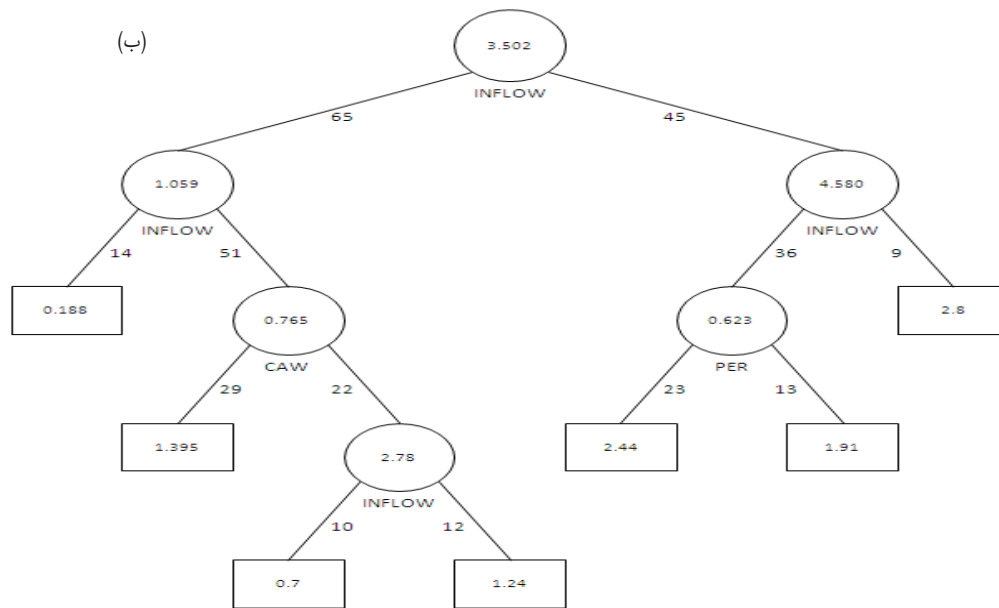 (ب)
3.502
INFLOW
65 45
1.059 4.580
INFLOW INFLOW
14 51 36 9
0.188 0.765 0.623 2.8
CAW PER
29 22 23 13
1.395 2.78 2.44 1.91
INFLOW
10 12
0.7 1.24